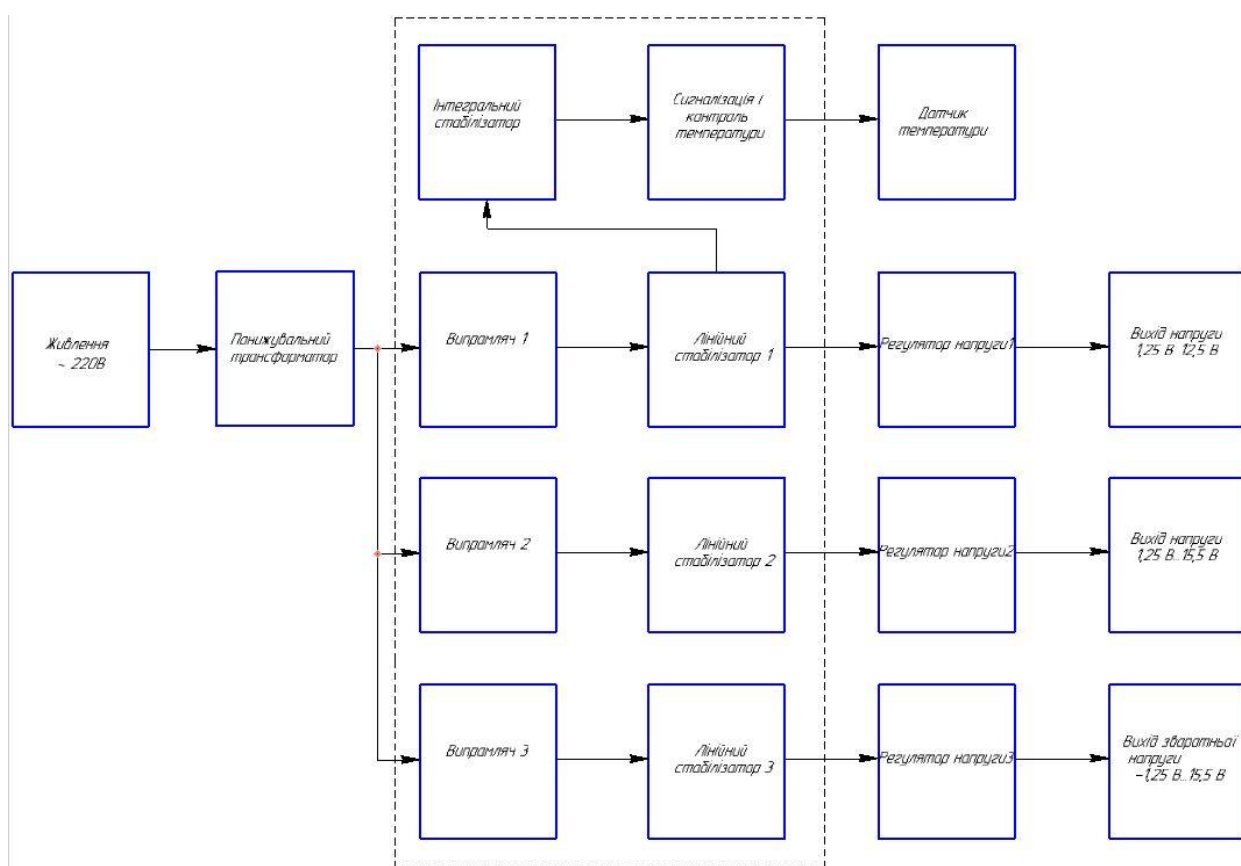 Інтегральний
стабілізатор
Сигналізація і
контроль
температури
Датчик
температури
Живлення
~ 220В
Понижувальний
трансформатор
Випрямляч 1
Лінійний
стабілізатор 1
Регулятор напруги1
Вихід напруги
1,25 В 12,5 В
Випрямляч 2
Лінійний
стабілізатор 2
Регулятор напруги2
Вихід напруги
1,25 В...15,5 В
Випрямляч 3
Лінійний
стабілізатор 3
Регулятор напруги3
Вихід зворотньої
напруги
–1,25 В...15,5 В